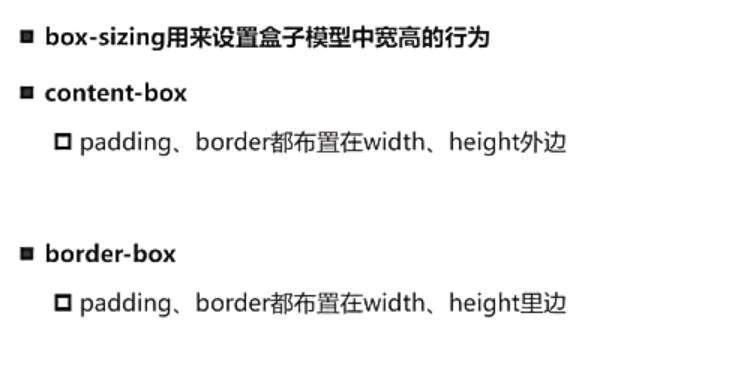 box-sizing用来设置盒子模型中宽高的行为
content-box
padding、border都布置在width、height外边
border-box
padding、border都布置在width、height里边